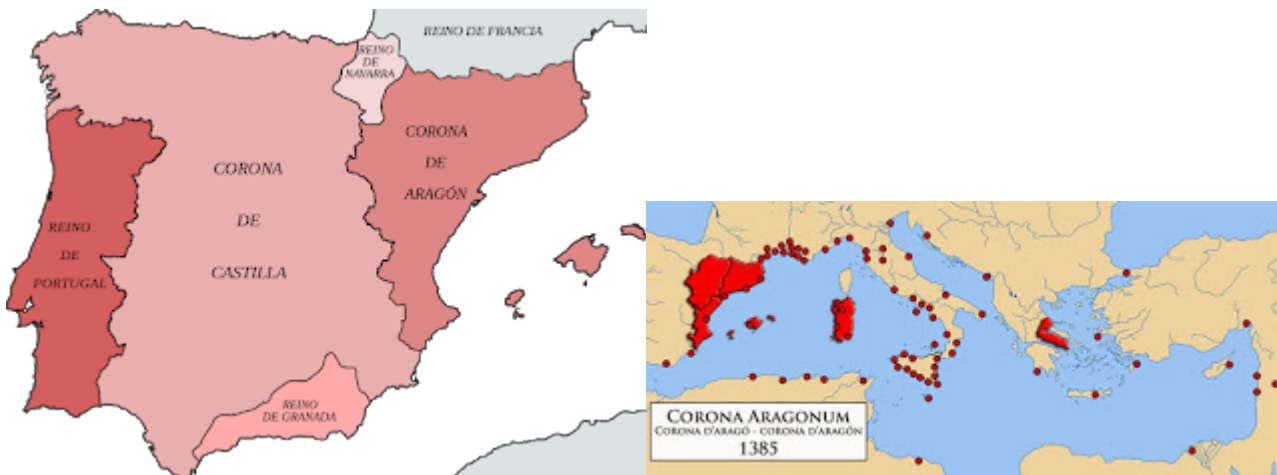 REINO DE FRANCIA
REINO
DE
NAVARRA
CORONA
DE
ARAGÓN
CORONA
DE
CASTILLA
REINO
DE
PORTUGAL
REINO
DE GRANADA
CORONA ARAGONUM
CORONA D'ARAGÓ - CORONA D'ARAGÓN
1385